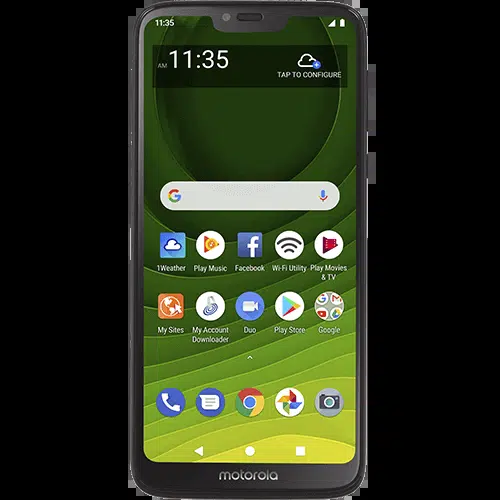 11:35
AM 11:35
TAP TO CONFIGURE
1Weather Play Music Facebook Wi-Fi Utility Play Movies & TV
My Sites My Account Downloader Duo Play Store Google
motorola